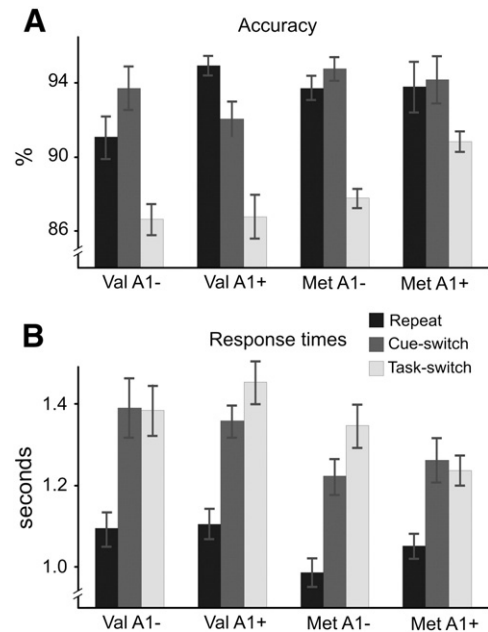 A
Accuracy
94
90
86
%
Val A1-
Val A1+
Met A1-
Met A1+
B
Response times
Repeat
Cue-switch
Task-switch
1.4
1.2
1.0
seconds
Val A1-
Val A1+
Met A1-
Met A1+